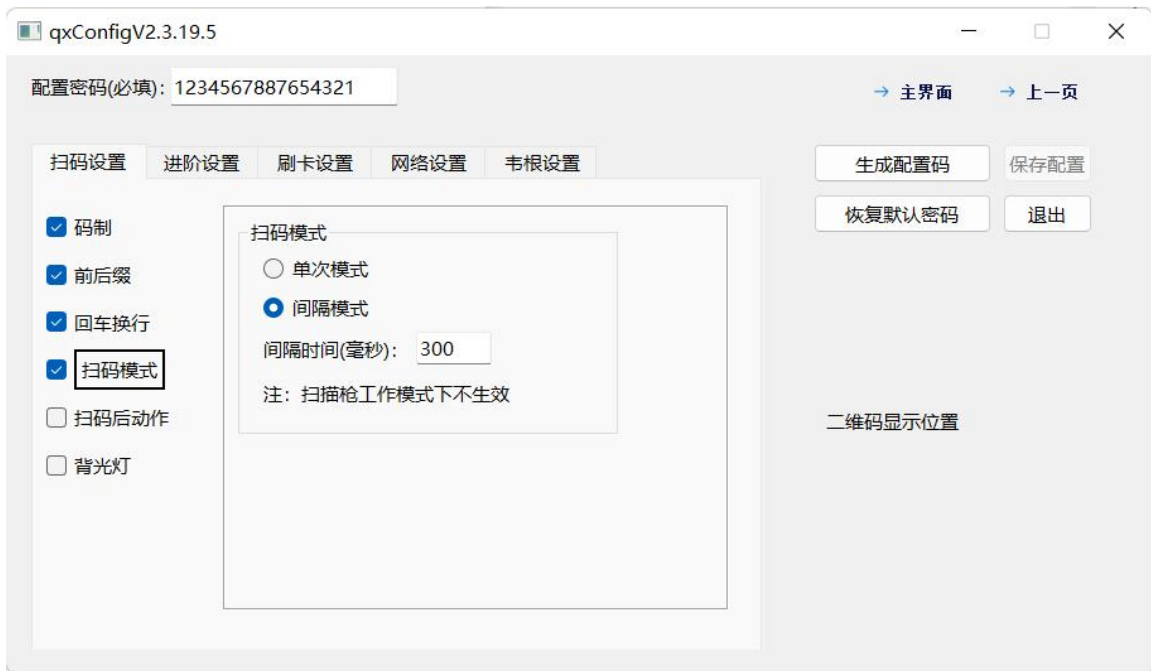 qxConfigV2.3.19.5
配置密码(必填): 1234567887654321
→ 主界面 → 上一页
扫码设置 进阶设置 刷卡设置 网络设置 韦根设置
生成配置码 保存配置
恢复默认密码 退出
码制
前后缀
回车换行
扫码模式
扫码后动作
背光灯
扫码模式
单次模式
间隔模式
间隔时间(毫秒): 300
注：扫描枪工作模式下不生效
二维码显示位置